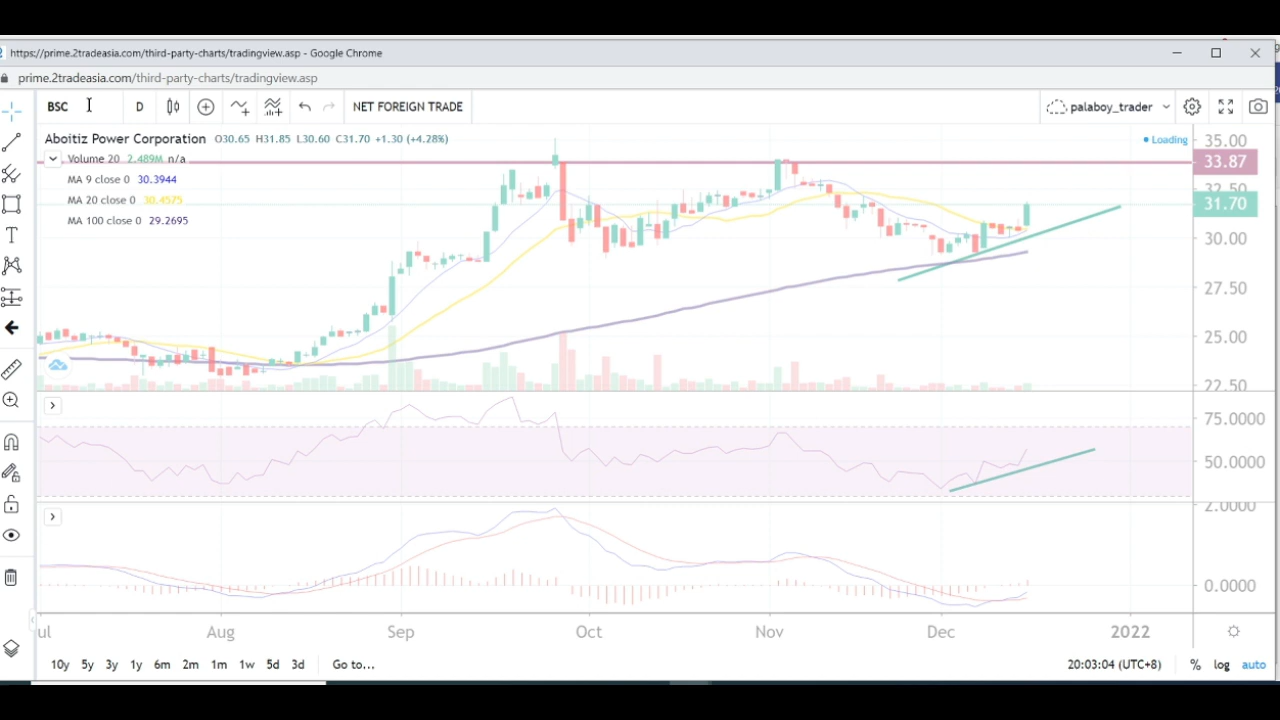 https://prime.2tradeasia.com/third-party-charts/tradingview.asp - Google Chrome
prime.2tradeasia.com/third-party-charts/tradingview.asp
BSC D NET FOREIGN TRADE palaboy_trader
Aboitiz Power Corporation O30.65 H31.85 L30.60 C31.70 +1.30 (+4.28%) Loading
Volume 20 2.489M n/a
MA 9 close 0 30.3944
MA 20 close 0 30.4575
MA 100 close 0 29.2695
35.00
33.87
32.50
31.70
30.00
27.50
25.00
22.50
75.0000
50.0000
2.0000
0.0000
ul Aug Sep Oct Nov Dec 2022
10y 5y 3y 1y 6m 2m 1m 1w 5d 3d Go to... 20:03:04 (UTC+8) % log auto